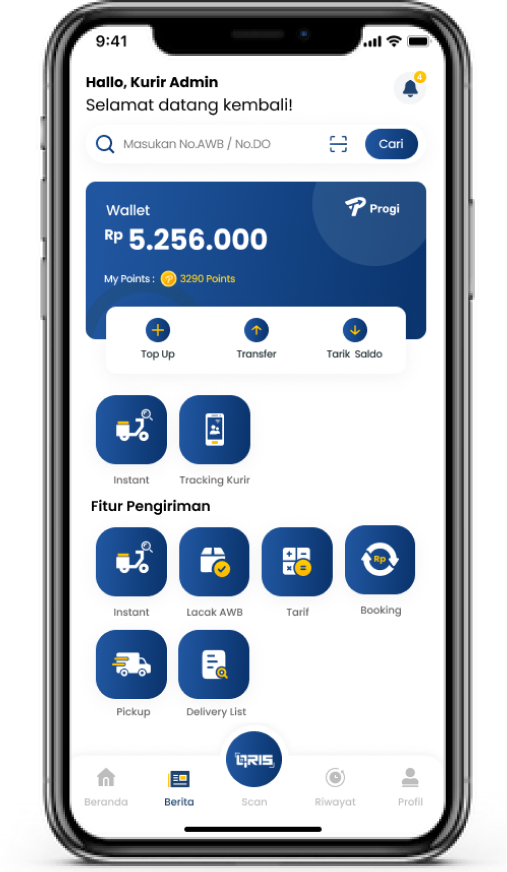 9:41
Hallo, Kurir Admin
4
Selamat datang kembali!
Masukan No.AWB / No.DO
Cari
Wallet
Progi
Rp 5.256.000
My Points : 3290 Points
Top Up Transfer Tarik Saldo
Instant Tracking Kurir
Fitur Pengiriman
Rp
Instant Lacak AWB Tarif Booking
Pickup Delivery List
QRIS
Beranda Berita Scan Riwayat Profil